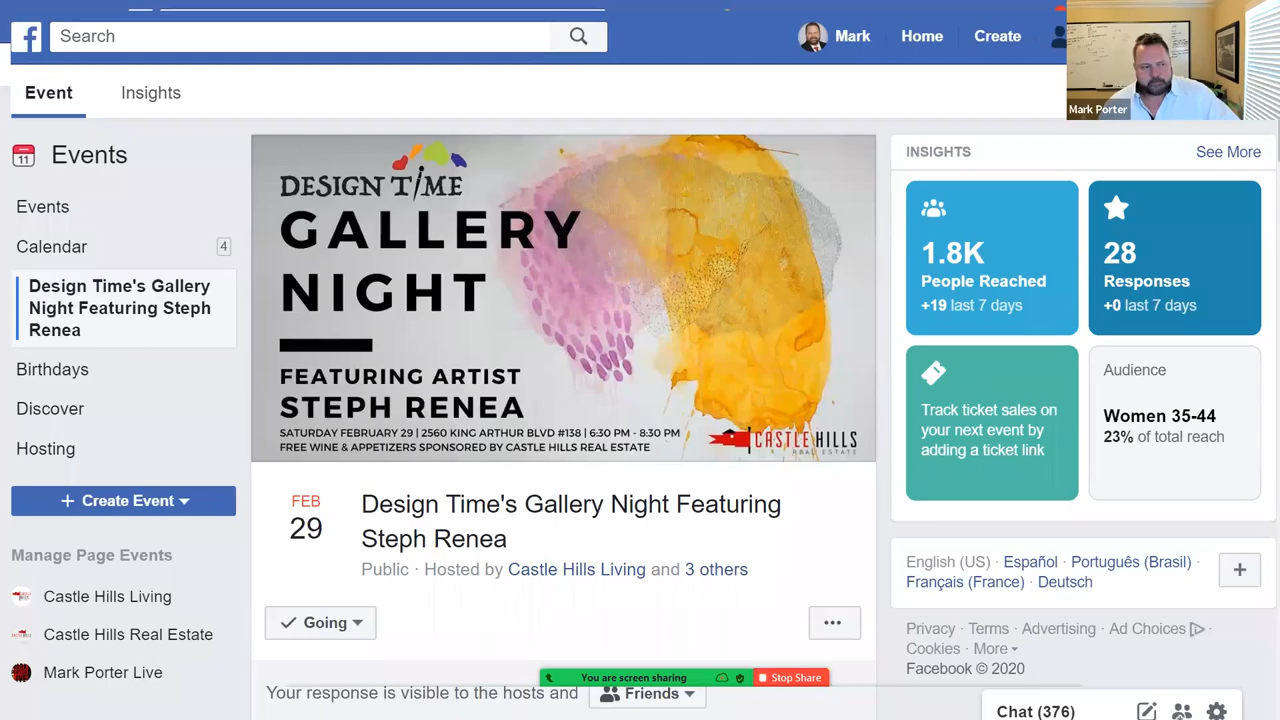 Search
Mark
Home
Create
Mark Porter
Event
Insights
11
Events
Events
Calendar
4
Design Time's Gallery
Night Featuring Steph
Renea
Birthdays
Discover
Hosting
+ Create Event
Manage Page Events
Castle Hills Living
Castle Hills Real Estate
Mark Porter Live
DESIGN TiME
GALLERY
NIGHT
FEATURING ARTIST
STEPH RENEA
SATURDAY FEBRUARY 29 | 2560 KING ARTHUR BLVD #138 | 6:30 PM - 8:30 PM
FREE WINE & APPETIZERS SPONSORED BY CASTLE HILLS REAL ESTATE
CASTLE HILLS
REAL ESTATE
FEB
29
Design Time's Gallery Night Featuring
Steph Renea
Public · Hosted by Castle Hills Living and 3 others
Going
Your response is visible to the hosts and
Friends
You are screen sharing
Stop Share
INSIGHTS
See More
1.8K
People Reached
+19 last 7 days
28
Responses
+0 last 7 days
Track ticket sales on
your next event by
adding a ticket link
Audience
Women 35-44
23% of total reach
English (US) · Español · Português (Brasil) ·
Français (France) · Deutsch
Privacy · Terms · Advertising · Ad Choices ·
Cookies · More
Facebook © 2020
Chat (376)